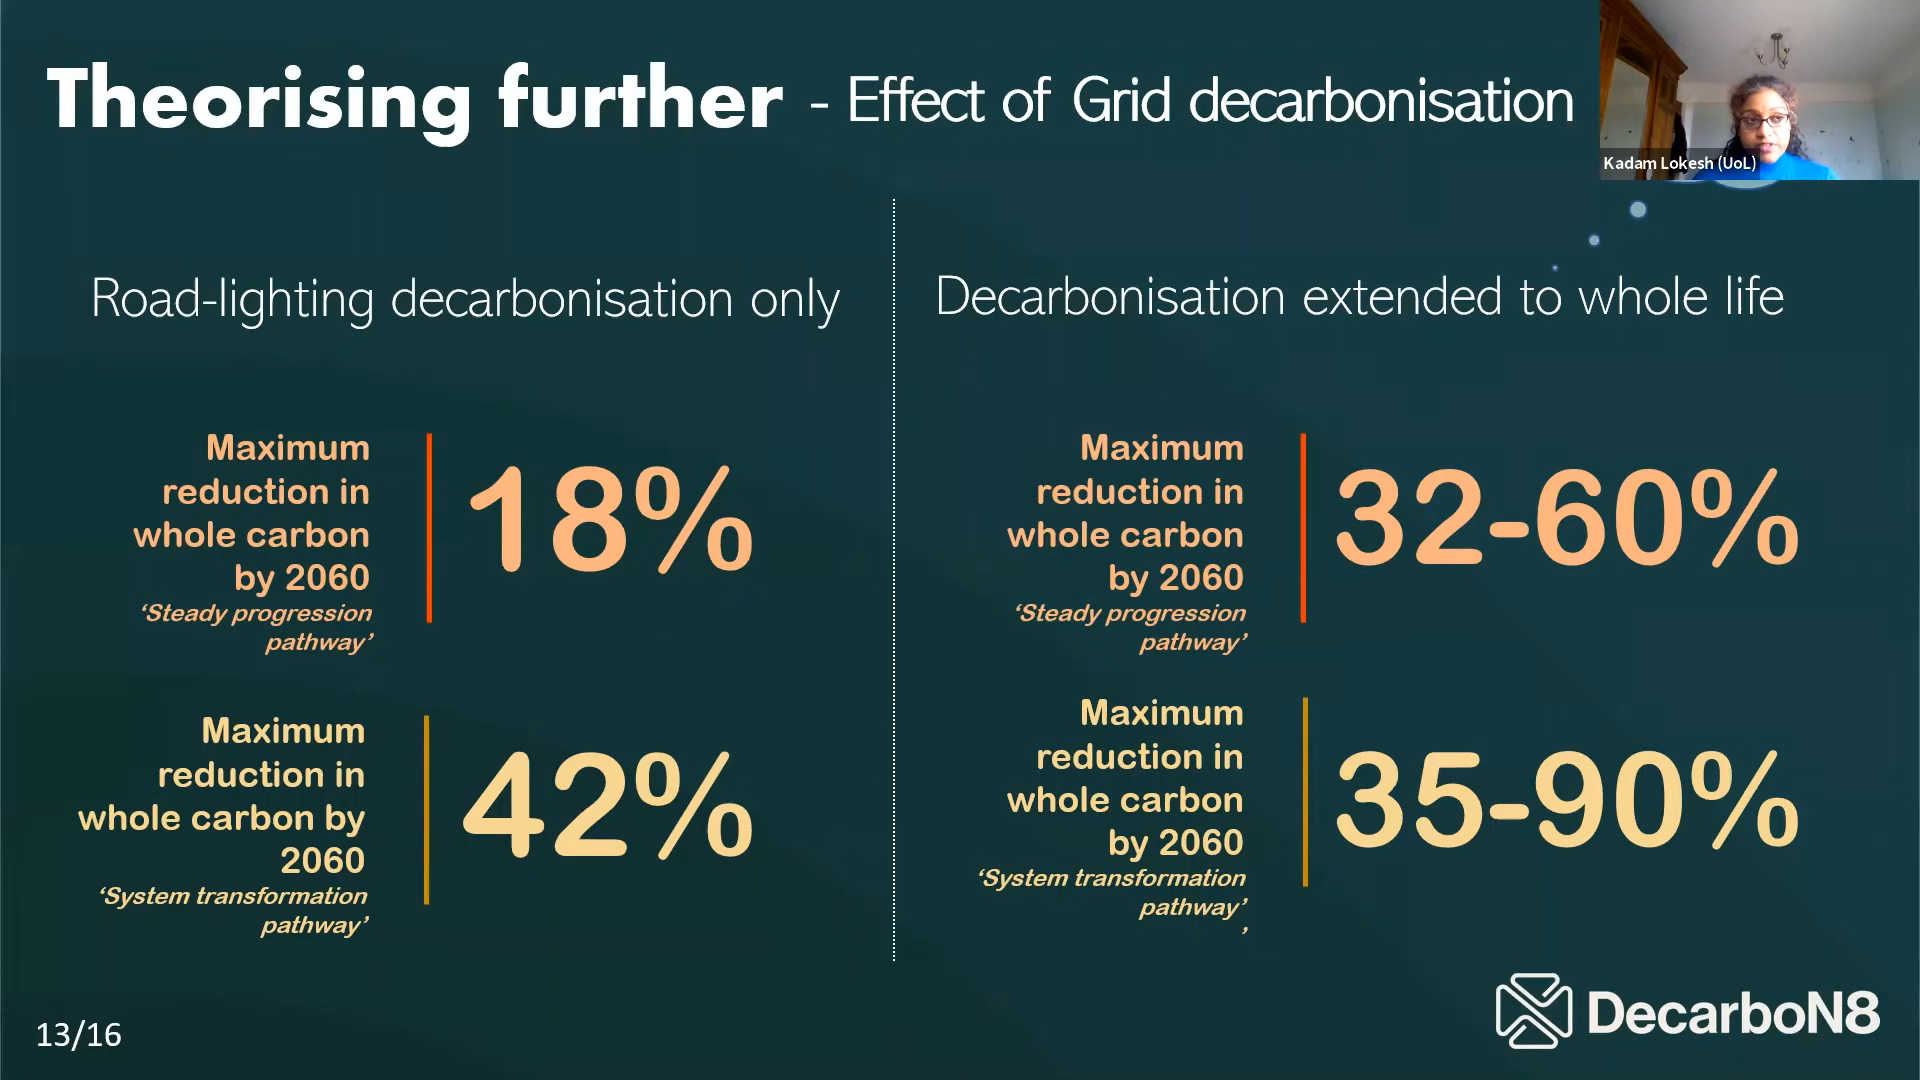 Theorising further - Effect of Grid decarbonisation
Kadam Lokesh (UoL)
Road-lighting decarbonisation only
Maximum
reduction in
whole carbon
by 2060
‘Steady progression
pathway’
18%
Maximum
reduction in
whole carbon by
2060
‘System transformation
pathway’
42%
Decarbonisation extended to whole life
Maximum
reduction in
whole carbon
by 2060
‘Steady progression
pathway’
32-60%
Maximum
reduction in
whole carbon
by 2060
‘System transformation
pathway’
’
35-90%
13/16
DecarboN8